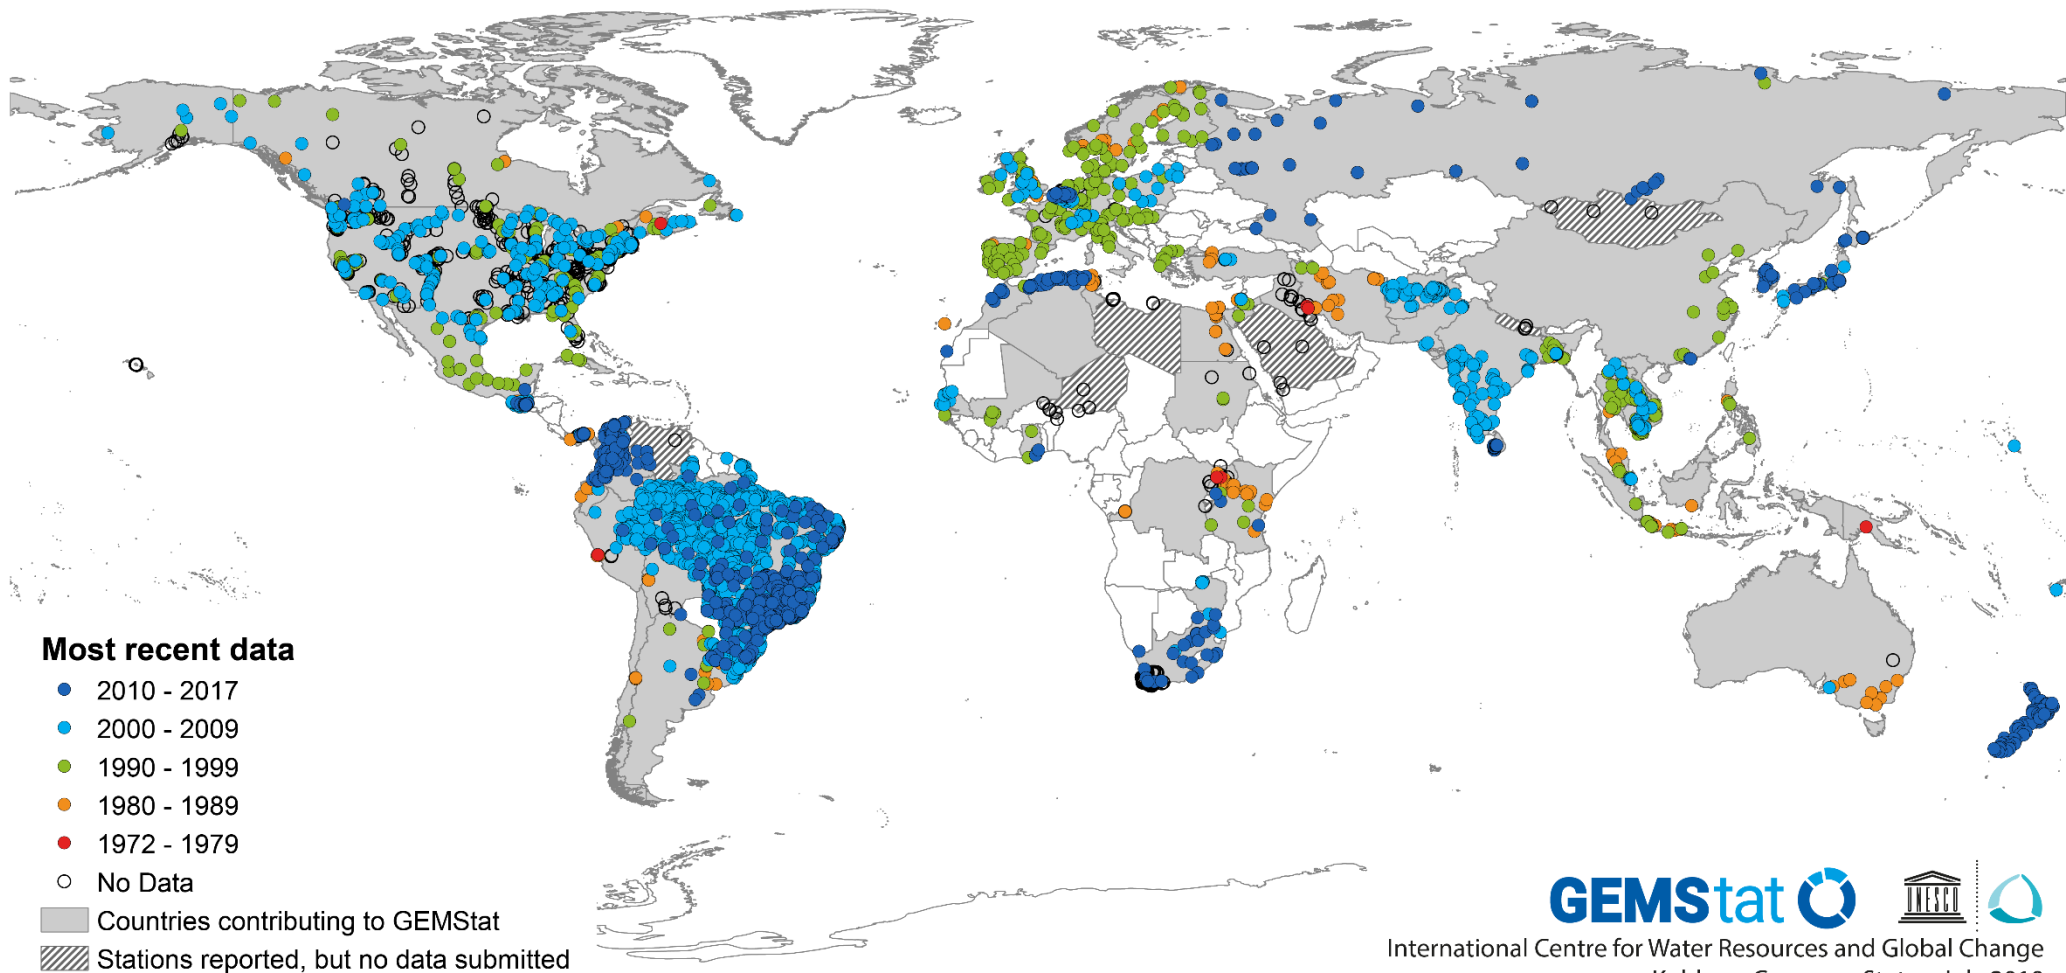 Most recent data
2010 - 2017
2000 - 2009
1990 - 1999
1980 - 1989
1972 - 1979
No Data
Countries contributing to GEMStat
Stations reported, but no data submitted
GEMStat
UNESCO
International Centre for Water Resources and Global Change